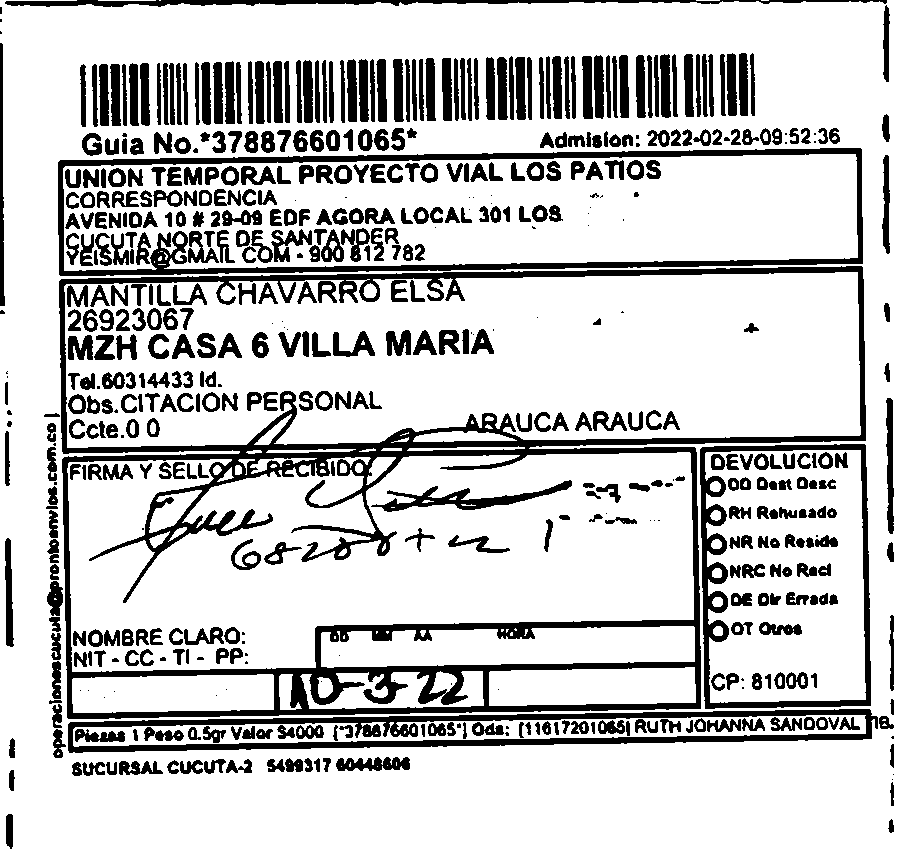 Guia No.*378876601065*
Admision: 2022-02-28-09:52:36
UNION TEMPORAL PROYECTO VIAL LOS PATIOS
CORRESPONDENCIA
AVENIDA 10 # 29-09 EDF AGORA LOCAL 301 LOS
CUCUTA NORTE DE SANTANDER
YEISMIR@GMAIL COM - 900 812 782
MANTILLA CHAVARRO ELSA
26923067
MZH CASA 6 VILLA MARIA
Tel.60314433 Id.
Obs.CITACION PERSONAL
Ccte.0 0
ARAUCA ARAUCA
FIRMA Y SELLO DE RECIBIDO:
DEVOLUCION
DD Dest Desc
RH Rehusado
NR No Reside
NRC No Recl
DE Dir Errada
OT Otros
CP: 810001
NOMBRE CLARO:
NIT - CC - TI - PP:
DD MM AA HORA
10-3-22
Piezas 1 Peso 0.5gr Valor $4000 [*378876601065*] Oda: [11617201065] RUTH JOHANNA SANDOVAL
SUCURSAL CUCUTA-2 5499317 60448606
operacionescucuta@prontoenvios.com.co